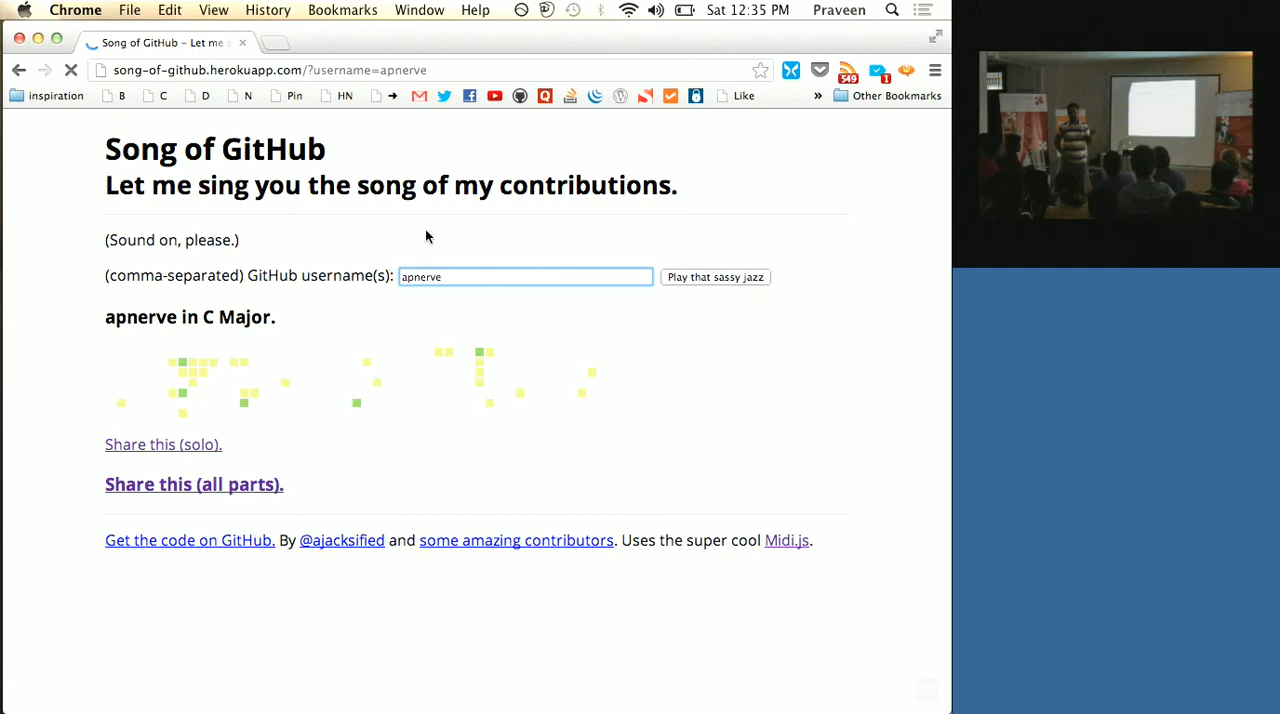 Chrome File Edit View History Bookmarks Window Help Sat 12:35 PM Praveen
Song of GitHub – Let me s
song-of-github.herokuapp.com/?username=apnerve
549
1
inspiration B C D N Pin HN → Like » Other Bookmarks
Song of GitHub
Let me sing you the song of my contributions.
(Sound on, please.)
(comma-separated) GitHub username(s): apnerve Play that sassy jazz
apnerve in C Major.
Share this (solo).
Share this (all parts).
Get the code on GitHub. By @ajacksified and some amazing contributors. Uses the super cool Midi.js.